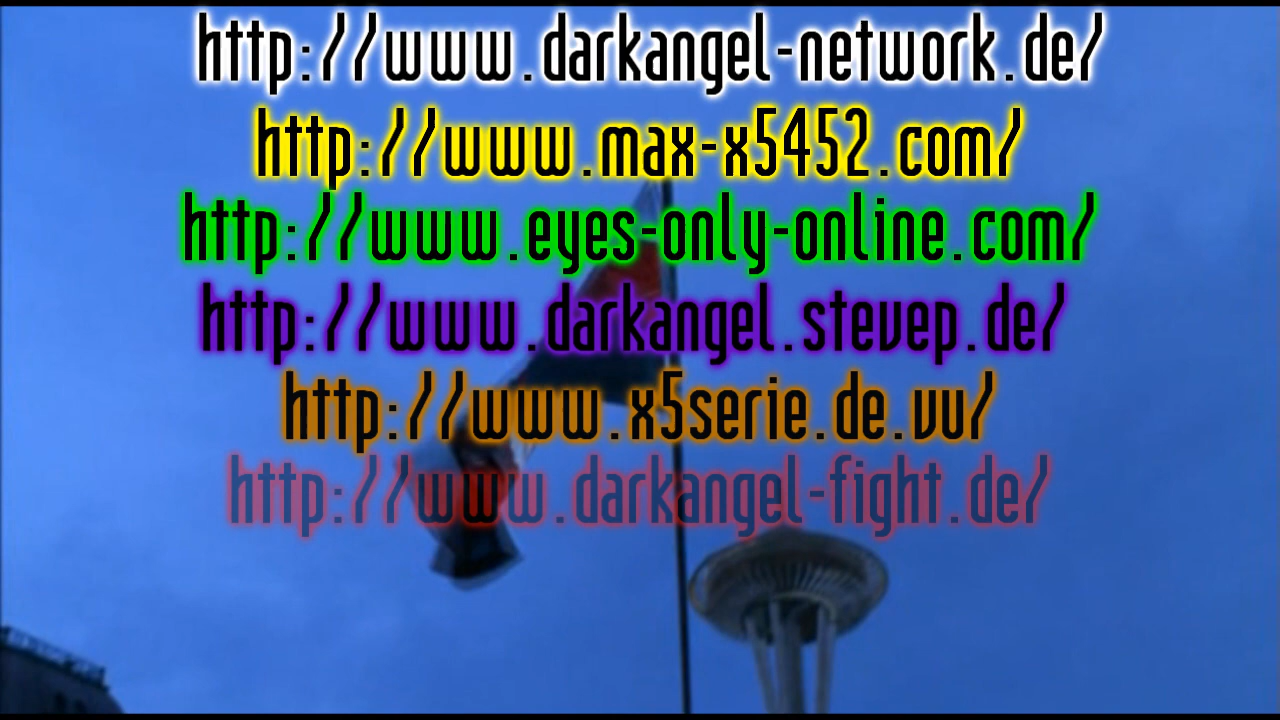 http://www.darkangel-network.de/
http://www.max-x5452.com/
http://www.eyes-only-online.com/
http://www.darkangel.stevep.de/
http://www.x5serie.de.vu/
http://www.darkangel-fight.de/